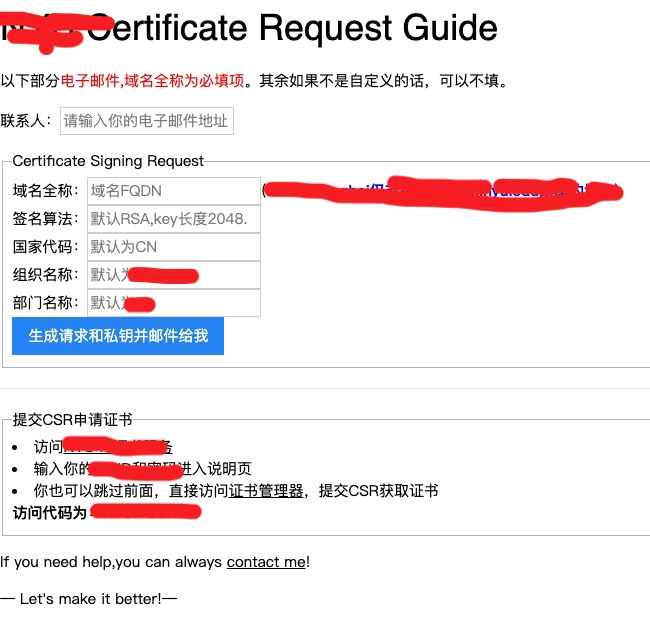 Certificate Request Guide
以下部分电子邮件,域名全称为必填项。其余如果不是自定义的话，可以不填。
联系人： 请输入你的电子邮件地址
Certificate Signing Request
域名全称： 域名FQDN (
签名算法： 默认RSA,key长度2048.
国家代码： 默认为CN
组织名称： 默认为
部门名称： 默认为
生成请求和私钥并邮件给我
提交CSR申请证书
访问
输入你的 和密码进入说明页
你也可以跳过前面，直接访问证书管理器，提交CSR获取证书
访问代码为
If you need help,you can always contact me!
— Let's make it better!—